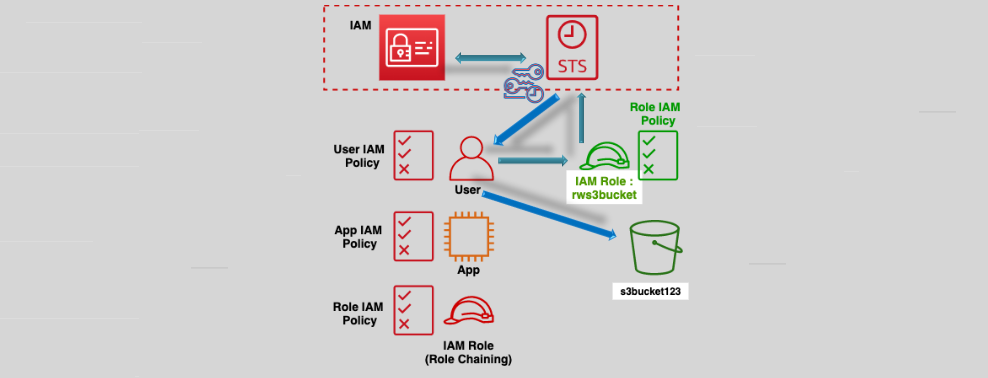 IAM
STS
Role IAM
Policy
User IAM
Policy
User
IAM Role :
rws3bucket
App IAM
Policy
App
s3bucket123
Role IAM
Policy
IAM Role
(Role Chaining)